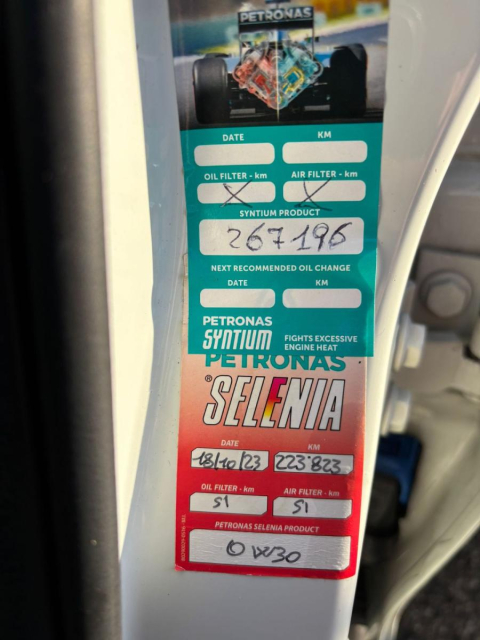 PETRONAS
DATE KM
OIL FILTER - km AIR FILTER - km
X X
SYNTIUM PRODUCT
267196
NEXT RECOMMENDED OIL CHANGE
DATE KM
PETRONAS
SYNTIUM
FIGHTS EXCESSIVE
ENGINE HEAT
PETRONAS
®SELENIA
DATE KM
18/10/23 223'823
OIL FILTER - km AIR FILTER - km
SI SI
PETRONAS SELENIA PRODUCT
0W30